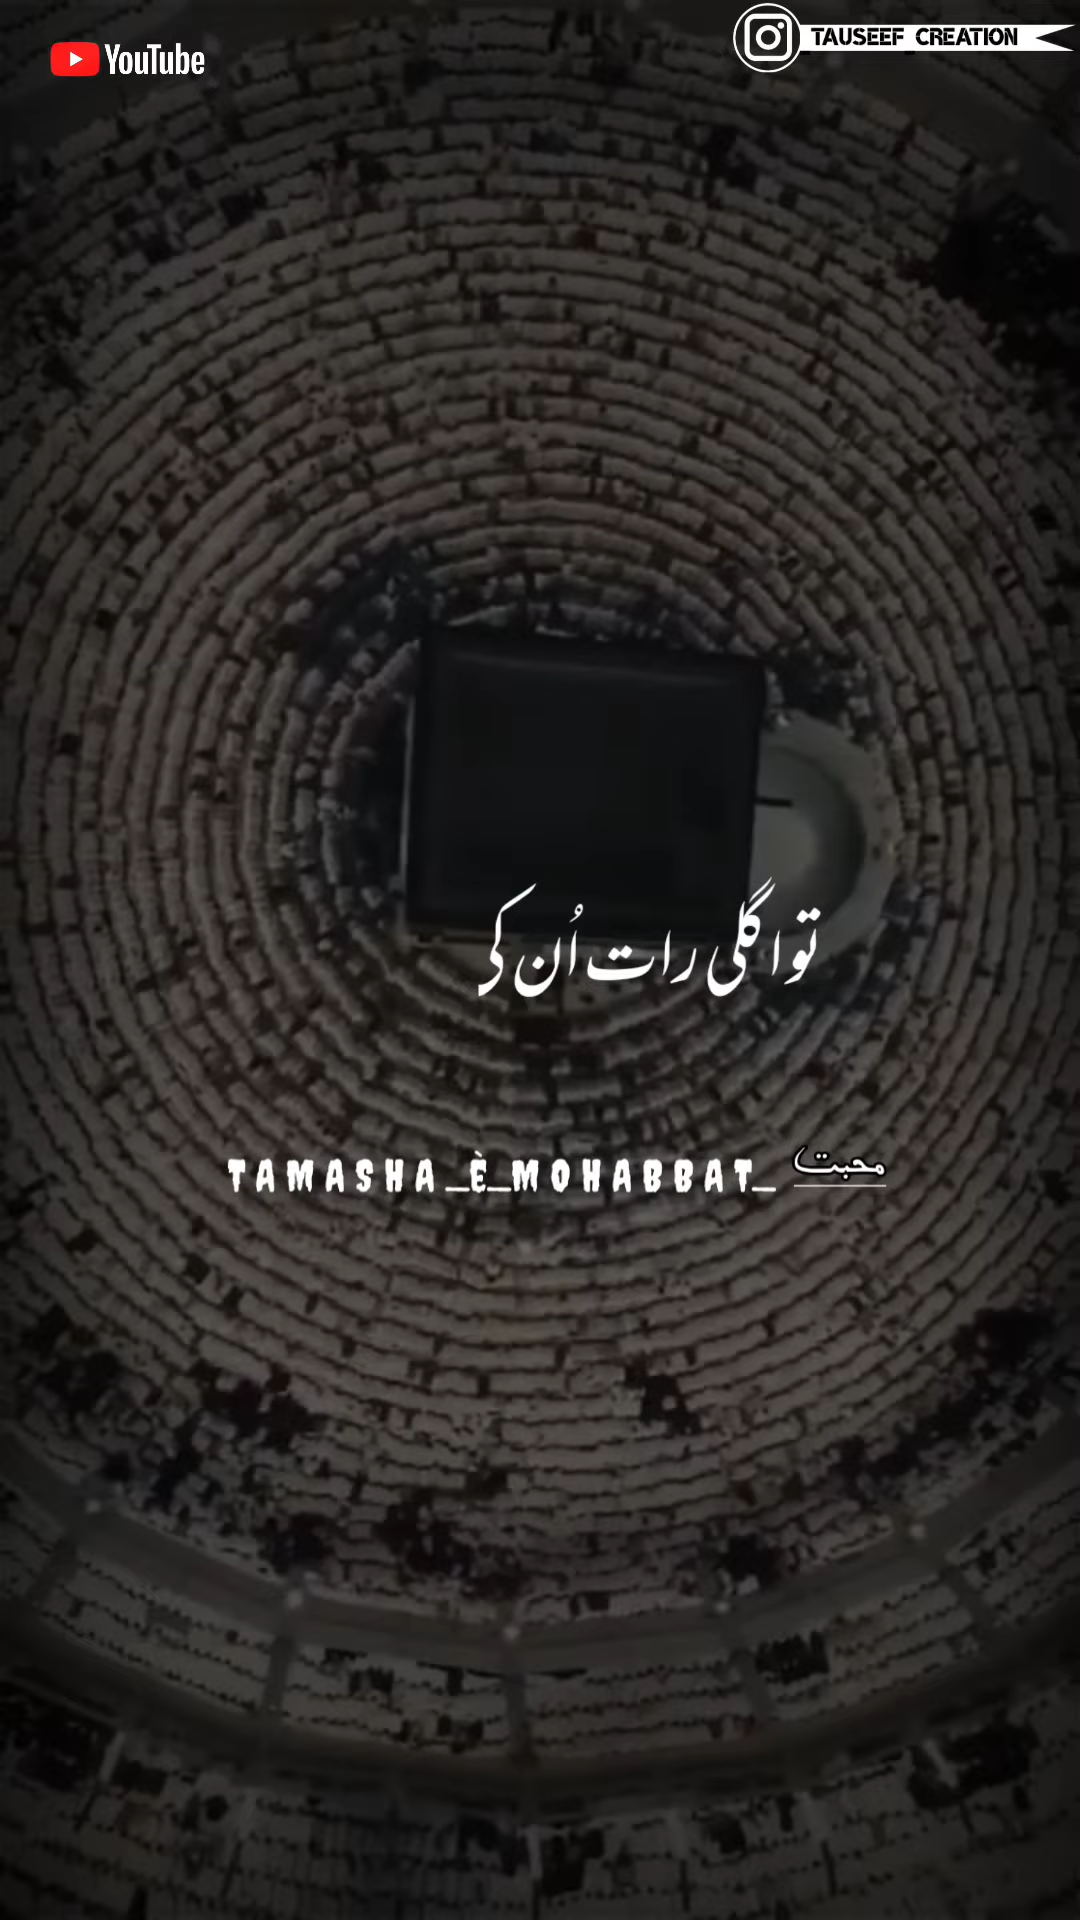 YouTube
TAUSEEF CREATION
تو اگلی رات اُن کی
TAMASHA_È_MOHABBAT_ محبت